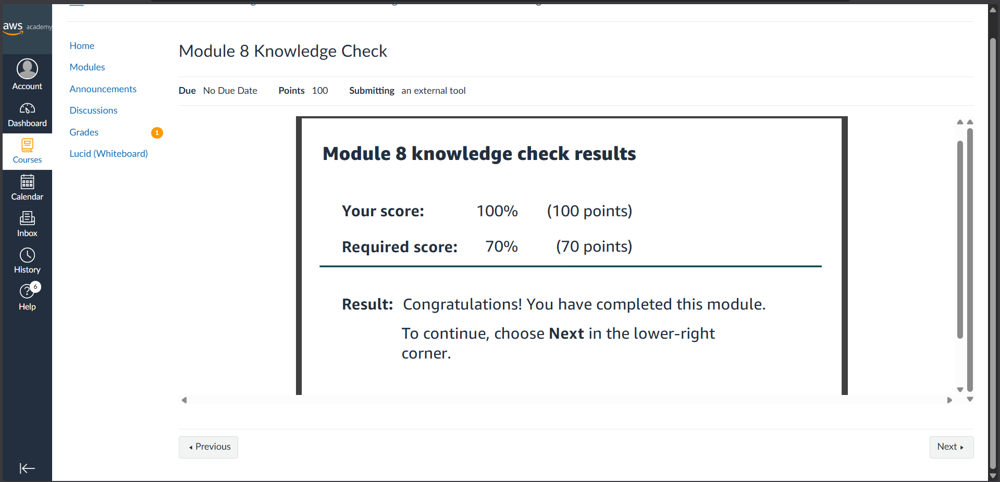 aws academy
Account
Dashboard
Courses
Calendar
Inbox
History
6
Help
Home
Modules
Announcements
Discussions
Grades 1
Lucid (Whiteboard)
Module 8 Knowledge Check
Due No Due Date Points 100 Submitting an external tool
Module 8 knowledge check results
Your score: 100% (100 points)
Required score: 70% (70 points)
Result: Congratulations! You have completed this module.
To continue, choose Next in the lower-right
corner.
Previous
Next